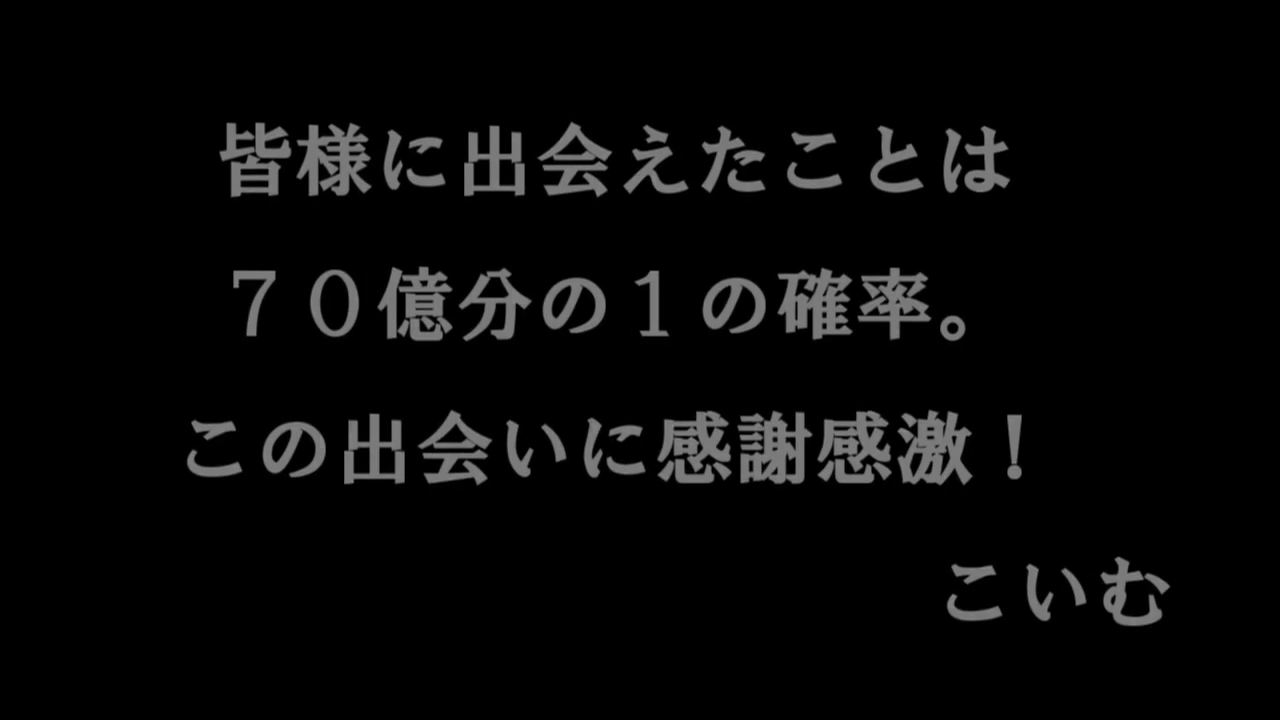 皆様に出会えたことは
７０億分の１の確率。
この出会いに感謝感激！
こいむ